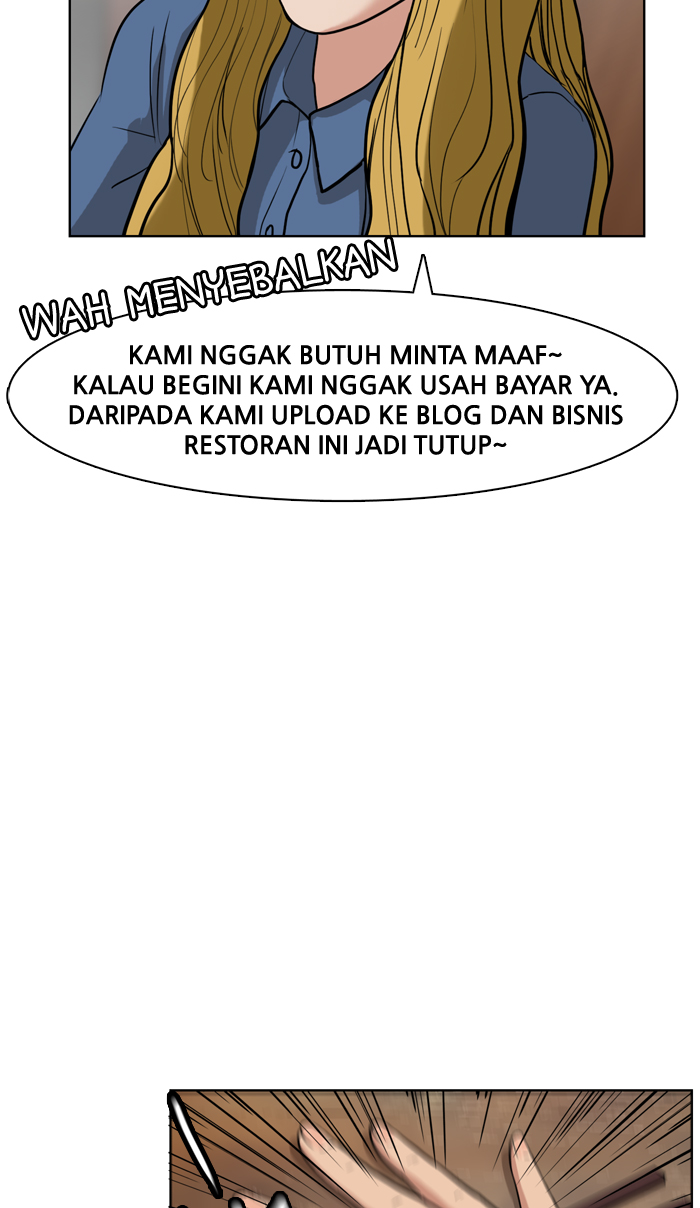 WAH MENYEBALKAN
KAMI NGGAK BUTUH MINTA MAAF~
KALAU BEGINI KAMI NGGAK USAH BAYAR YA.
DARIPADA KAMI UPLOAD KE BLOG DAN BISNIS
RESTORAN INI JADI TUTUP~